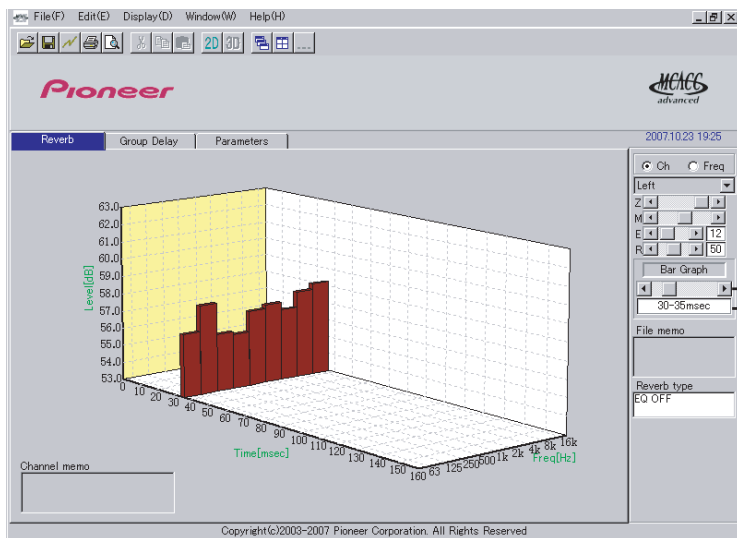 File(F) Edit(E) Display(D) Window(W) Help(H)
2D 3D
Pioneer
MCACC
advanced
Reverb Group Delay Parameters
2007.10.23 19:25
Ch Freq
Left
Z
M
E 12
R 50
Bar Graph
30-35msec
File memo
Reverb type
EQ OFF
Level[dB]
63.0
62.0
61.0
60.0
59.0
58.0
57.0
56.0
55.0
54.0
53.0
0 10 20 30 40 50 60 70 80 90 100 110 120 130 140 150 160
Time[msec]
63 125 250 500 1k 2k 4k 8k 16k
Freq[Hz]
Channel memo
Copyright(c)2003-2007 Pioneer Corporation. All Rights Reserved